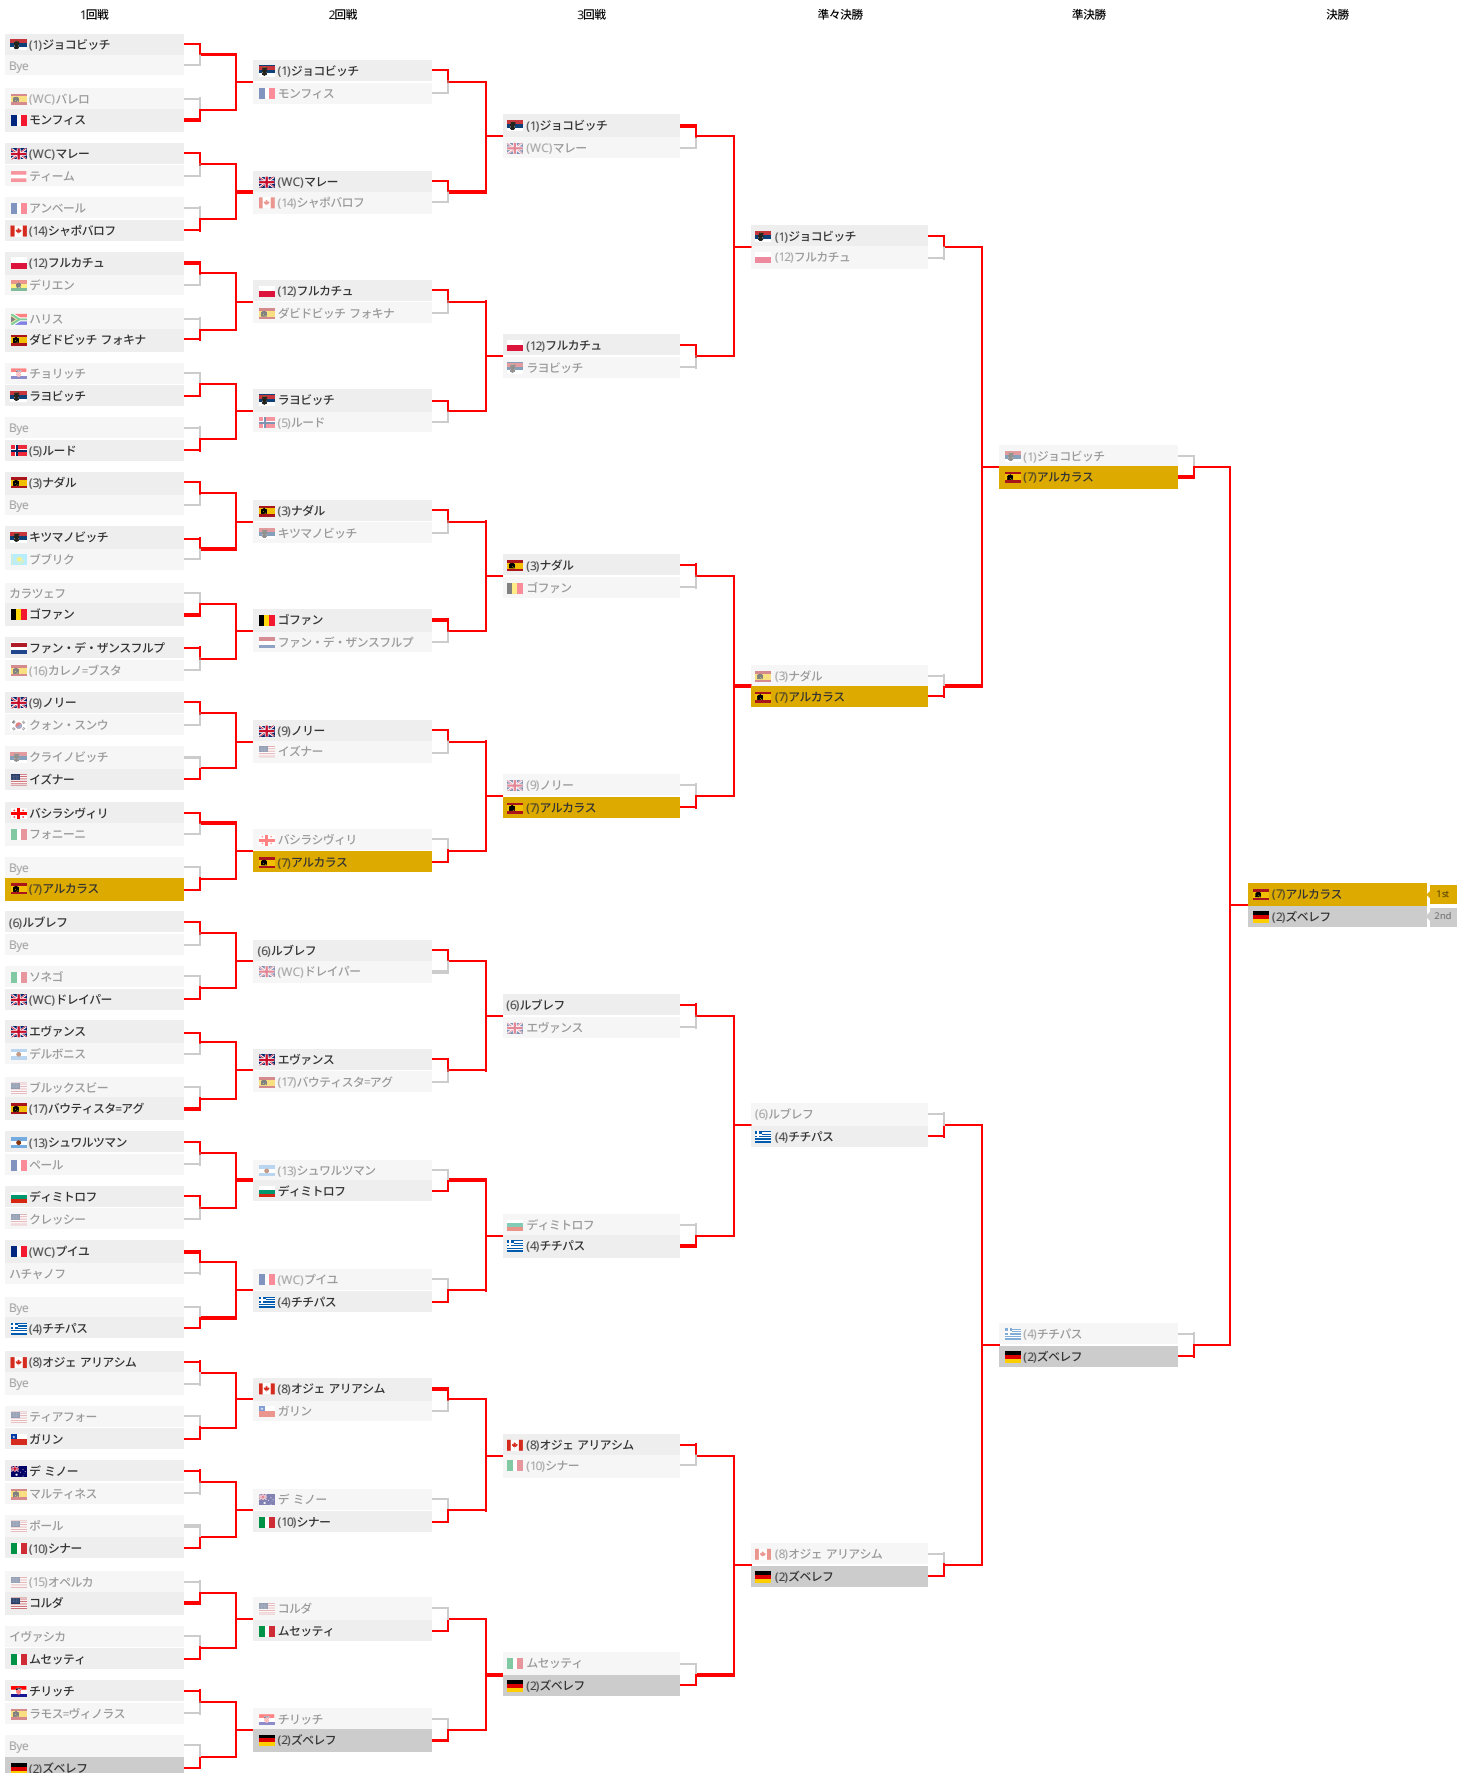 1回戦
2回戦
3回戦
準々決勝
準決勝
決勝
(1)ジョコビッチ
Bye
(WC)バレロ
モンフィス
(WC)マレー
ティーム
アンベール
(14)シャポバロフ
(12)フルカチュ
デリエン
ハリス
ダビドビッチ フォキナ
チョリッチ
ラヨビッチ
Bye
(5)ルード
(3)ナダル
Bye
キツマノビッチ
ブブリク
カラツェフ
ゴファン
ファン・デ・ザンスフルプ
(16)カレノ=ブスタ
(9)ノリー
クォン・スンウ
クライノビッチ
イズナー
バシラシヴィリ
フォニーニ
Bye
(7)アルカラス
(6)ルブレフ
Bye
ソネゴ
(WC)ドレイパー
エヴァンス
デルボニス
ブルックスビー
(17)バウティスタ=アグ
(13)シュワルツマン
ペール
ディミトロフ
クレッシー
(WC)プイユ
ハチャノフ
Bye
(4)チチパス
(8)オジェ アリアシム
Bye
ティアフォー
ガリン
デ ミノー
マルティネス
ポール
(10)シナー
(15)オペルカ
コルダ
イヴァシカ
ムセッティ
チリッチ
ラモス=ヴィノラス
Bye
(2)ズベレフ
(1)ジョコビッチ
モンフィス
(WC)マレー
(14)シャポバロフ
(12)フルカチュ
ダビドビッチ フォキナ
ラヨビッチ
(5)ルード
(3)ナダル
キツマノビッチ
ゴファン
ファン・デ・ザンスフルプ
(9)ノリー
イズナー
バシラシヴィリ
(7)アルカラス
(6)ルブレフ
(WC)ドレイパー
エヴァンス
(17)バウティスタ=アグ
(13)シュワルツマン
ディミトロフ
(WC)プイユ
(4)チチパス
(8)オジェ アリアシム
ガリン
デ ミノー
(10)シナー
コルダ
ムセッティ
チリッチ
(2)ズベレフ
(1)ジョコビッチ
(WC)マレー
(12)フルカチュ
ラヨビッチ
(3)ナダル
ゴファン
(9)ノリー
(7)アルカラス
(6)ルブレフ
エヴァンス
ディミトロフ
(4)チチパス
(8)オジェ アリアシム
(10)シナー
ムセッティ
(2)ズベレフ
(1)ジョコビッチ
(12)フルカチュ
(3)ナダル
(7)アルカラス
(6)ルブレフ
(4)チチパス
(8)オジェ アリアシム
(2)ズベレフ
(1)ジョコビッチ
(7)アルカラス
(4)チチパス
(2)ズベレフ
(7)アルカラス 1st
(2)ズベレフ 2nd